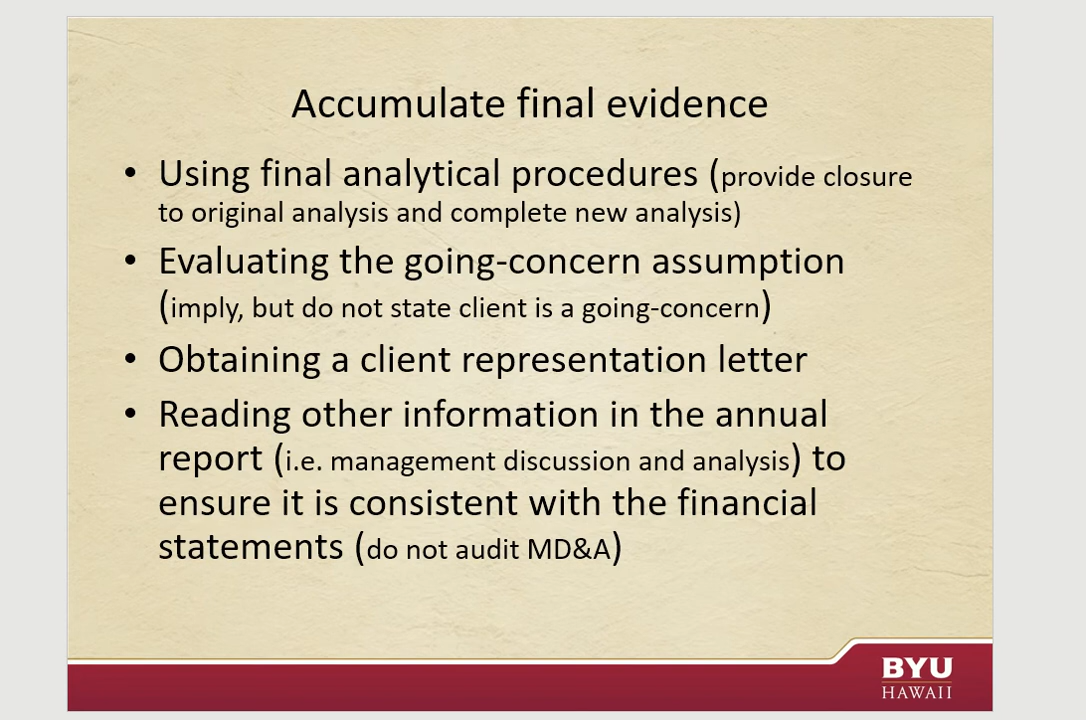 Accumulate final evidence
• Using final analytical procedures (provide closure
to original analysis and complete new analysis)
• Evaluating the going-concern assumption
(imply, but do not state client is a going-concern)
• Obtaining a client representation letter
• Reading other information in the annual
report (i.e. management discussion and analysis) to
ensure it is consistent with the financial
statements (do not audit MD&A)
BYU
HAWAII